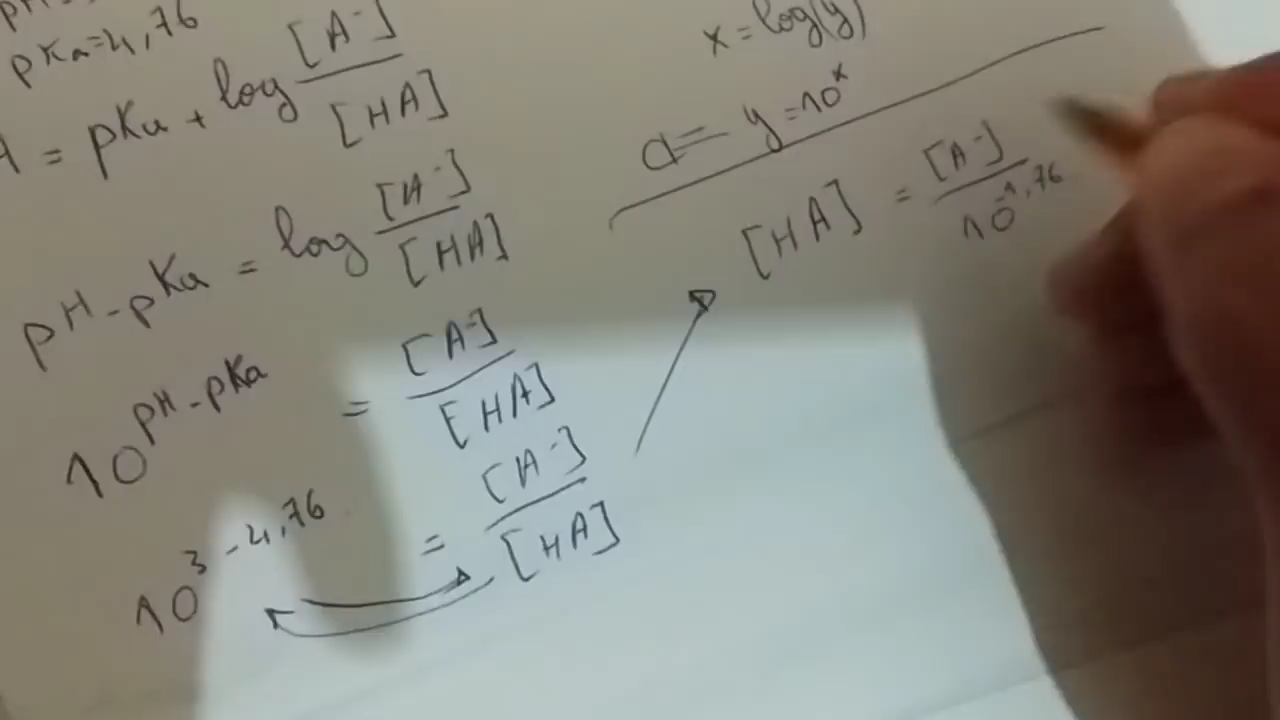 pKa=4,76
= pKa + log [A-]/[HA]
pH-pKa = log [A-]/[HA]
10^pH-pKa = [A-]/[HA]
10^3-4,76 = [A-]/[HA]
x = log(y)
y=10^x
[HA] = [A-]/10^-1,76